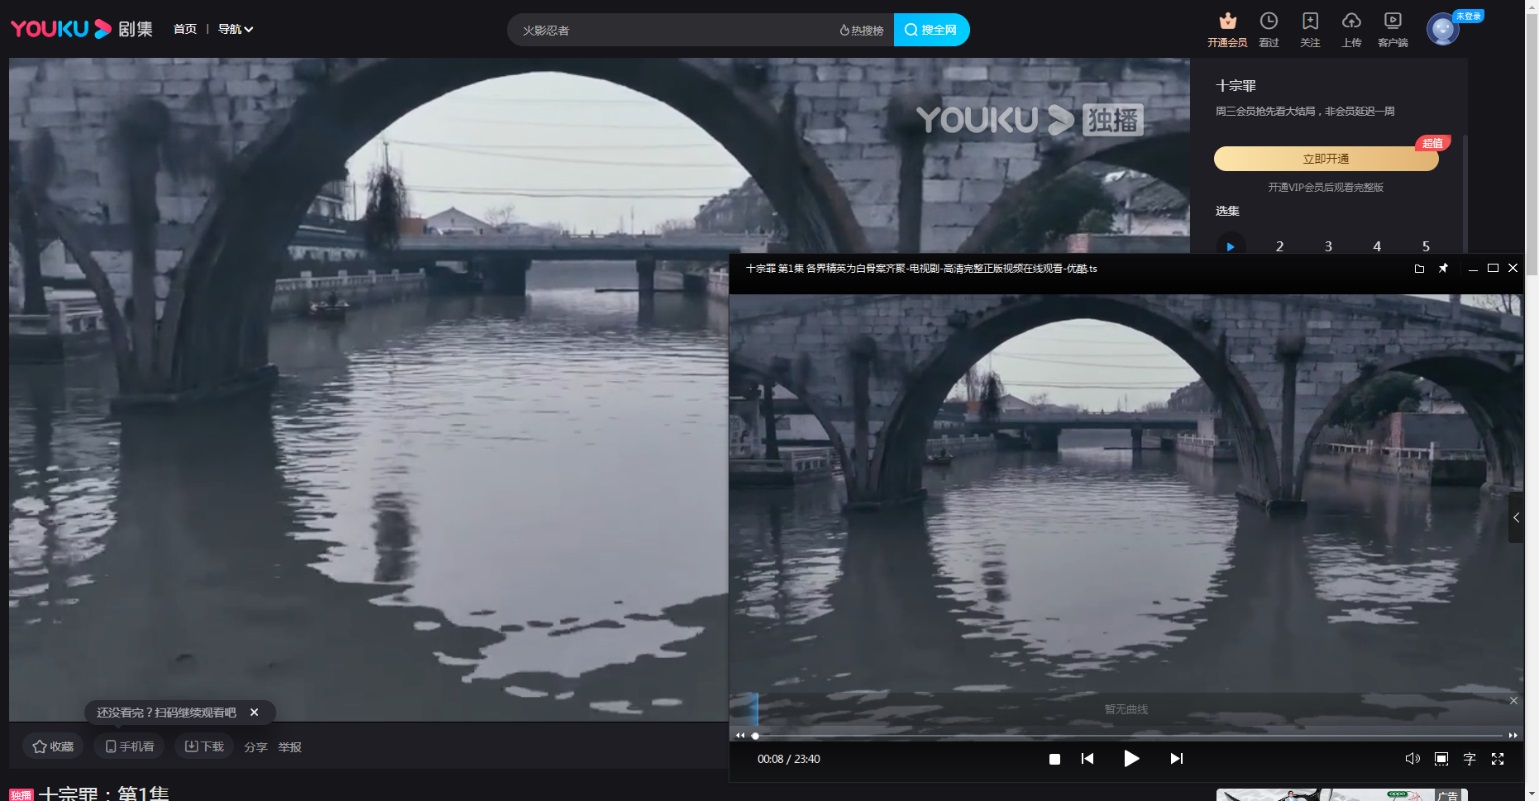 YOUKU 剧集 首页 | 导航 火影忍者 热搜榜 搜全网 开通会员 看过 关注 上传 客户端 未登录
YOUKU 独播
十宗罪
周三会员抢先看大结局，非会员延迟一周
超值
立即开通
开通VIP会员后观看完整版
选集
2 3 4 5
十宗罪 第1集 各界精英为白骨案齐聚-电视剧-高清完整正版视频在线观看-优酷.ts
暂无曲线
00:08 / 23:40
字
还没看完？扫码继续观看吧
收藏 手机看 下载 分享 举报
独播 十宗罪：第1集
广告